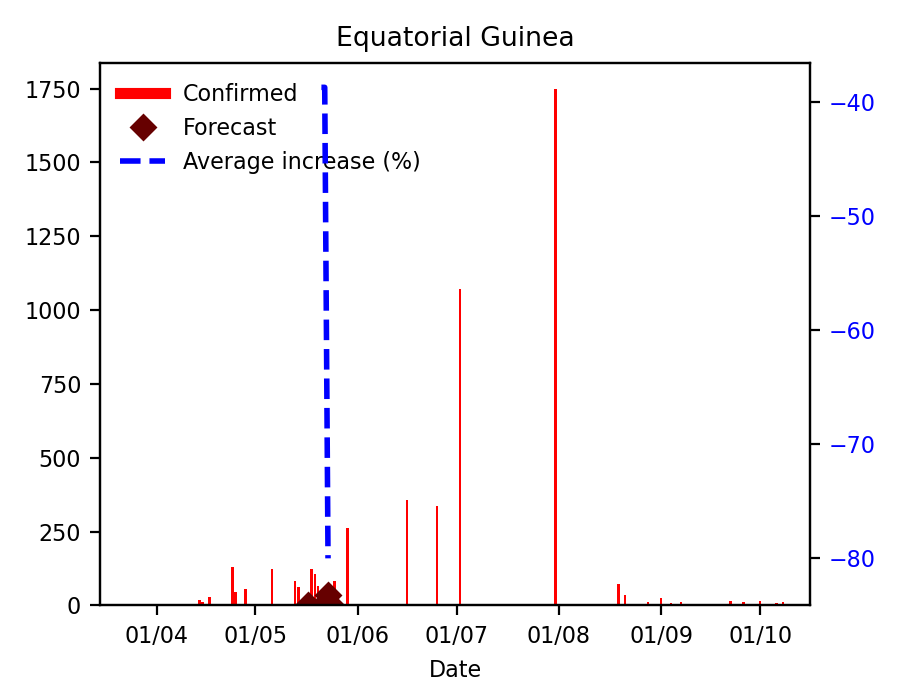 Equatorial Guinea
1750
1500
1250
1000
750
500
250
0
Confirmed
Forecast
Average increase (%)
−40
−50
−60
−70
−80
01/04 01/05 01/06 01/07 01/08 01/09 01/10
Date